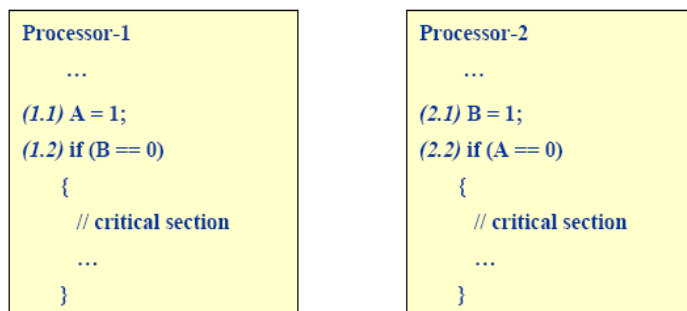 Processor-1
…
(1.1) A = 1;
(1.2) if (B == 0)
{
// critical section
…
}
Processor-2
…
(2.1) B = 1;
(2.2) if (A == 0)
{
// critical section
…
}